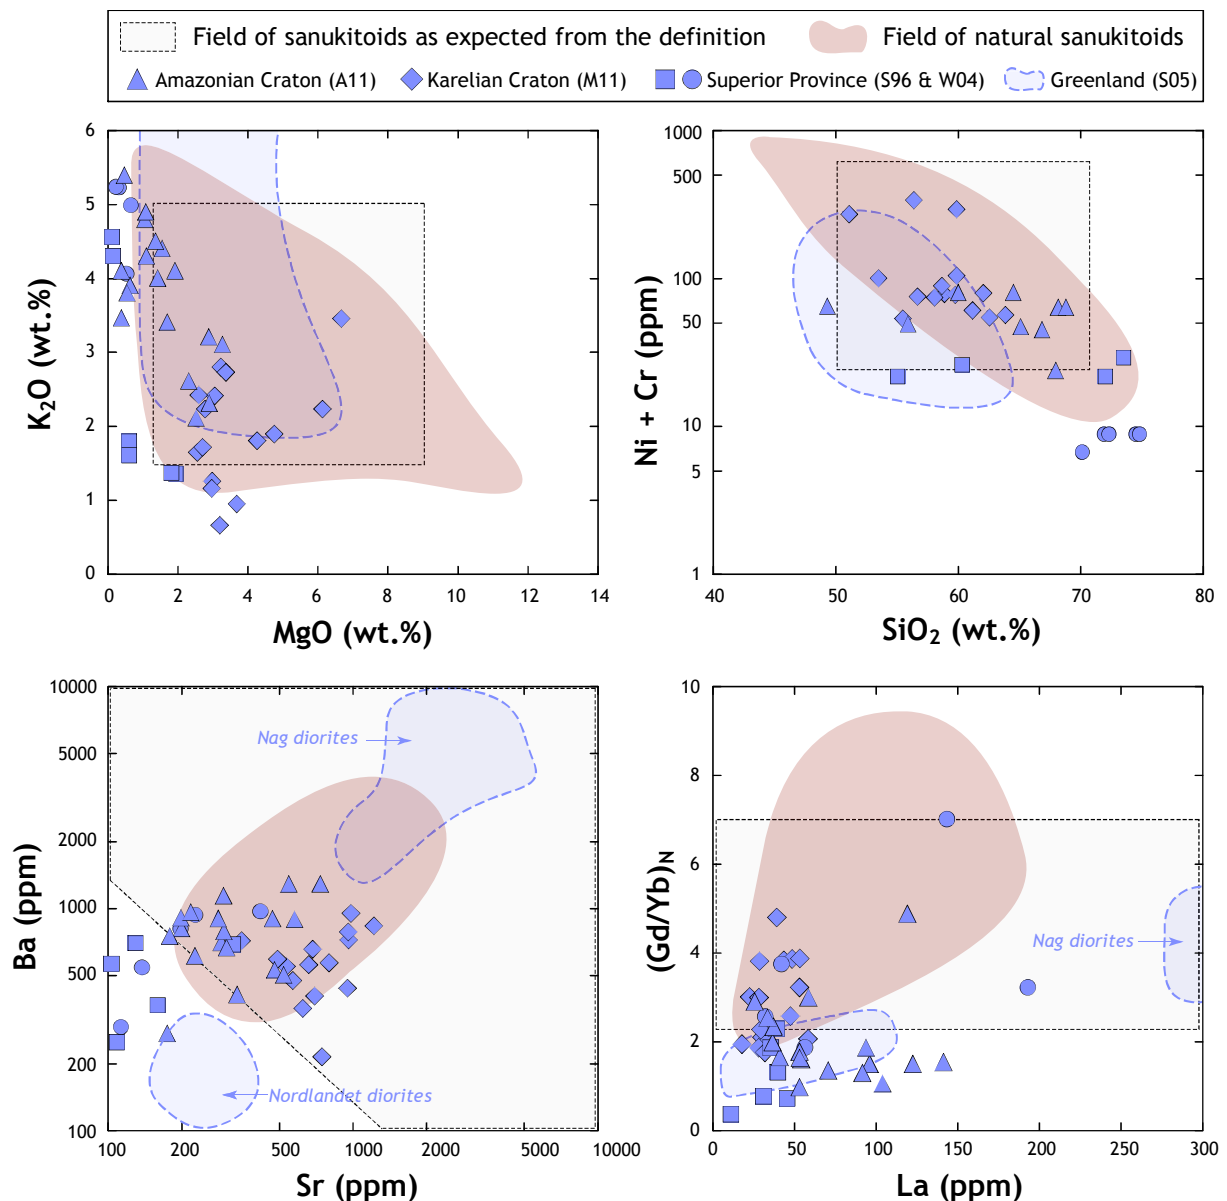 Field of sanukitoids as expected from the definition Field of natural sanukitoids
Amazonian Craton (A11) Karelian Craton (M11) Superior Province (S96 & W04) Greenland (S05)
6
5
4
3
2
1
0
K2O (wt.%)
0 2 4 6 8 10 12 14
MgO (wt.%)
1000
500
100
50
10
5
1
Ni + Cr (ppm)
40 50 60 70 80
SiO2 (wt.%)
10000
5000
2000
1000
500
200
100
Ba (ppm)
Nag diorites
Nordlandet diorites
100 200 500 1000 2000 5000 10000
Sr (ppm)
10
8
6
4
2
0
(Gd/Yb)N
Nag diorites
0 50 100 150 200 250 300
La (ppm)